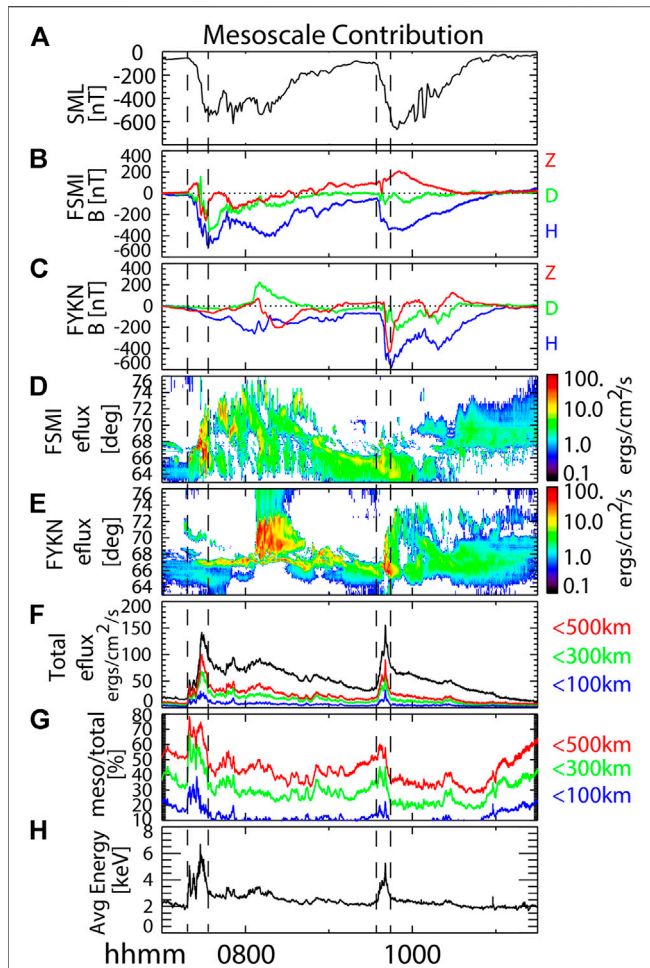 Mesoscale Contribution
A
SML
[nT]
0
-200
-400
-600
B
FSMI
B [nT]
400
200
0
-200
-400
-600
Z
D
H
C
FYKN
B [nT]
400
200
0
-200
-400
-600
Z
D
H
D
FSMI
eflux
[deg]
76
74
72
70
68
66
64
100.
10.0
1.0
0.1
ergs/cm²/s
E
FYKN
eflux
[deg]
76
74
72
70
68
66
64
100.
10.0
1.0
0.1
ergs/cm²/s
F
Total
eflux
ergs/cm²/s
200
150
100
50
0
<500km
<300km
<100km
G
meso/total
[%]
80
70
60
50
40
30
20
10
<500km
<300km
<100km
H
Avg Energy
[keV]
8
6
4
2
0
hhmm 0800 1000